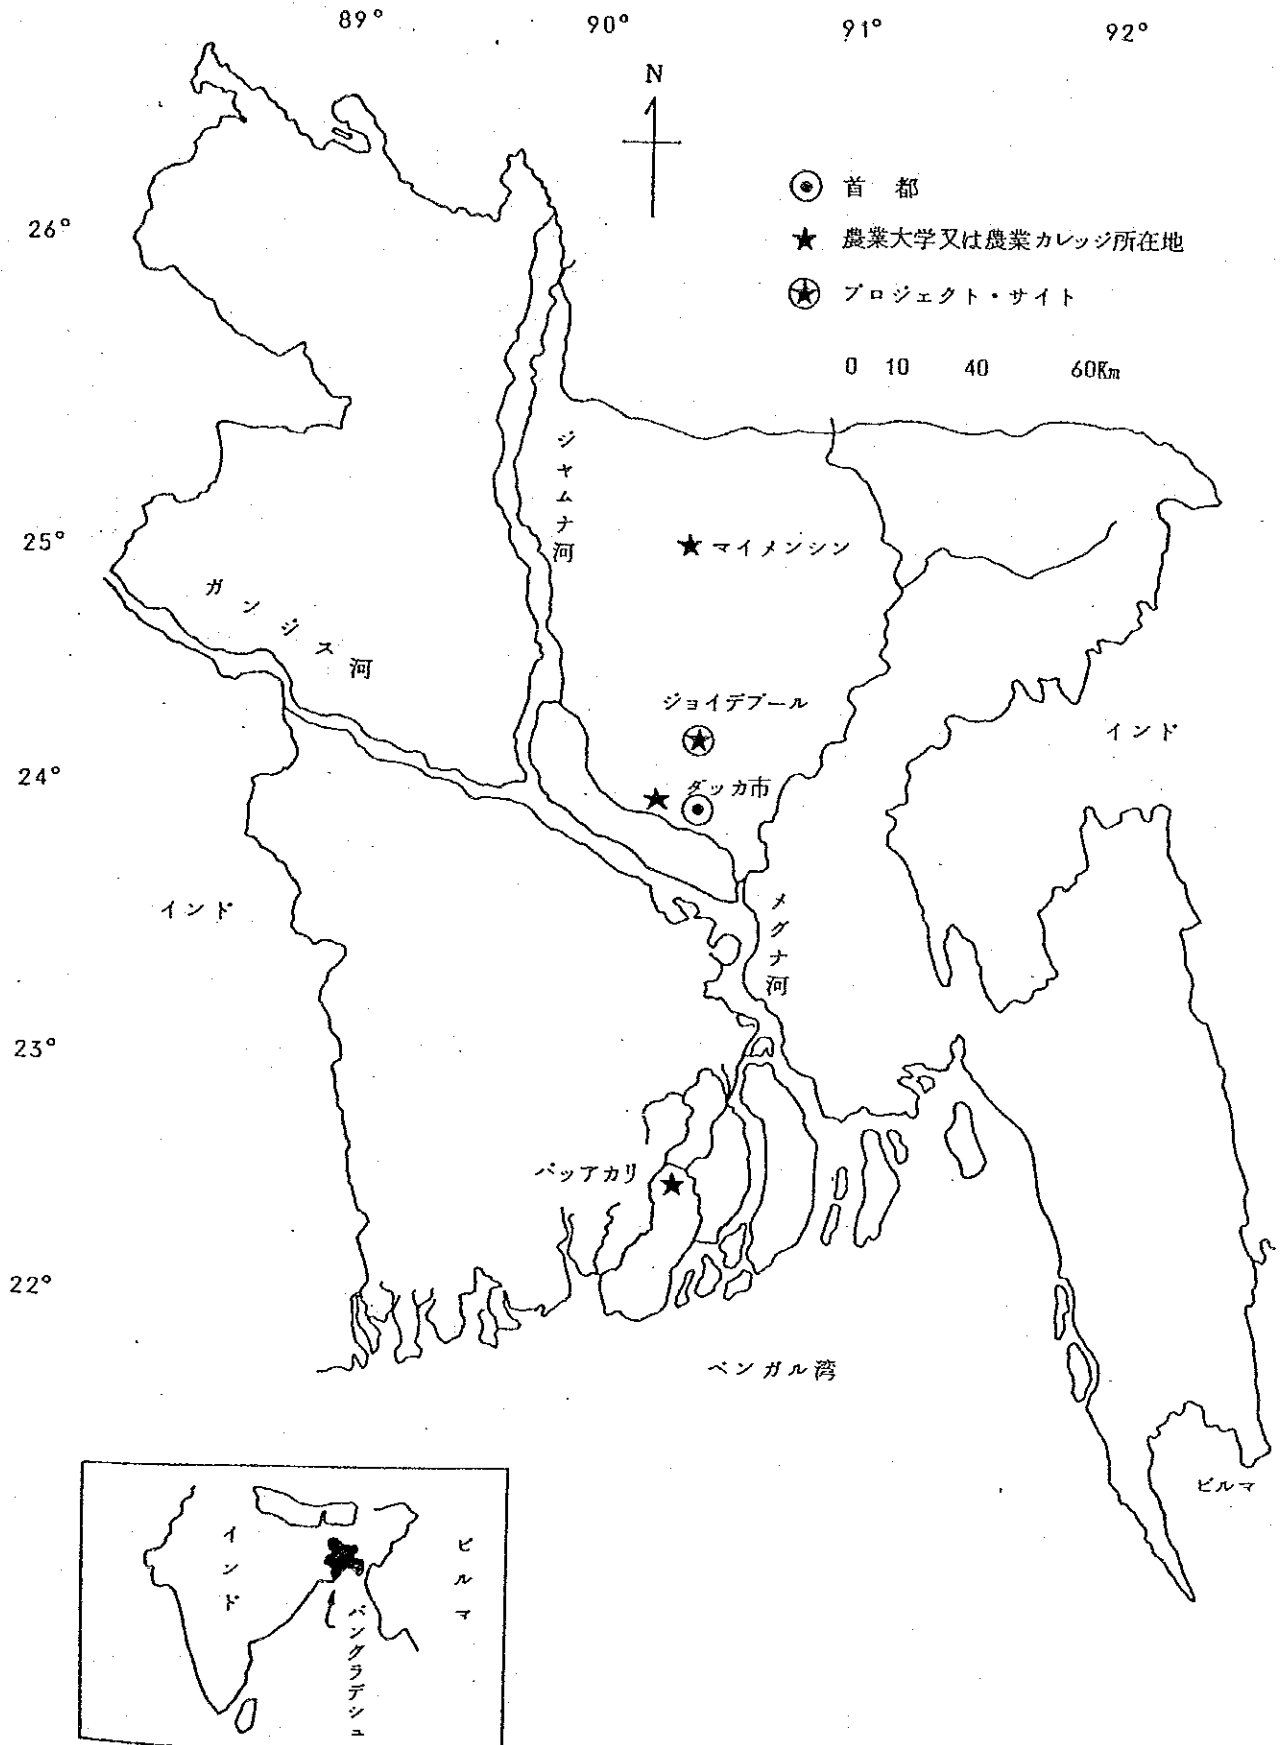 89°
90°
91°
92°
N
首都
農業大学又は農業カレッジ所在地
プロジェクト・サイト
0 10 40 60Km
26°
25°
24°
23°
22°
ジャムナ河
マイメンシン
ガンジス河
ジョイデプール
ダッカ市
インド
インド
メグナ河
パッアカリ
ベンガル湾
ビルマ
インド
ビルマ
バングラデシュ